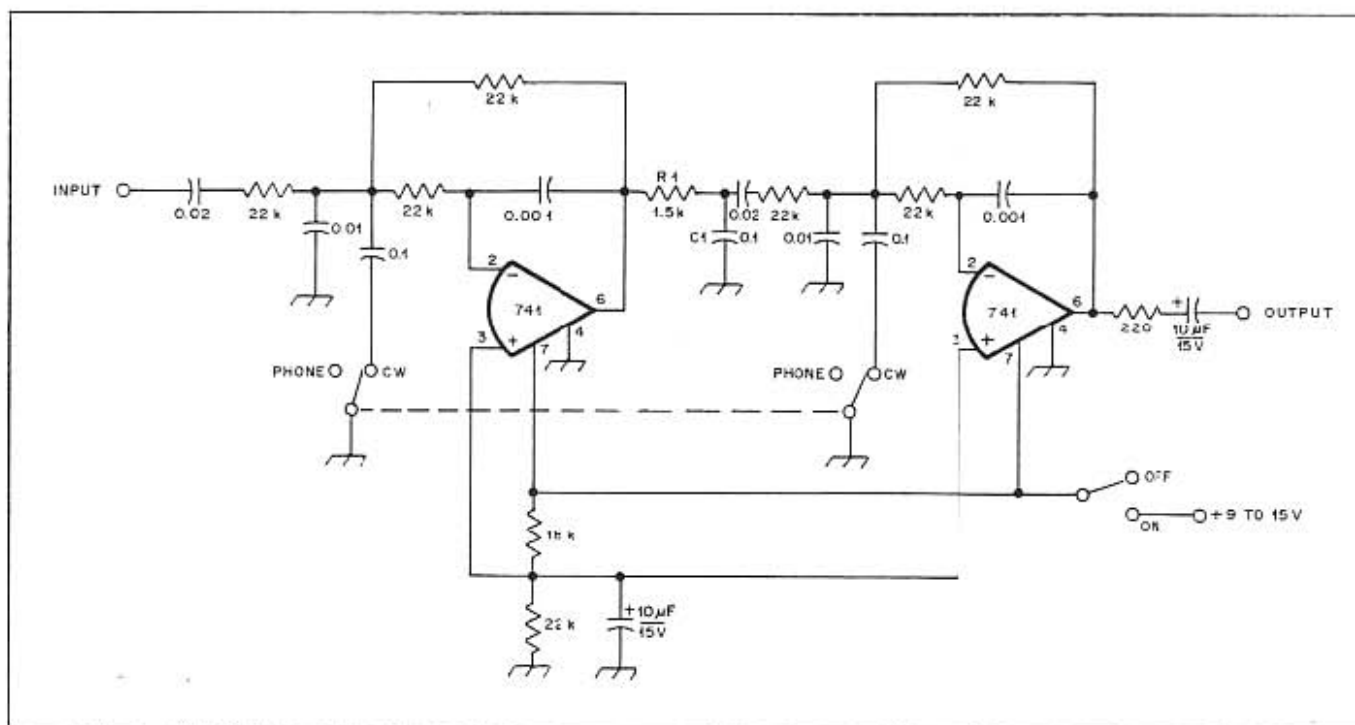 22 k
22 k
INPUT
0.02
22 k
0.01
0.1
22 k
0.001
R1
1.5k
C1
0.1
0.02
22k
0.01
0.1
22 k
0.001
2
−
741
6
3
+
4
7
2
−
741
6
3
+
4
7
220
+
10 µF
15V
OUTPUT
PHONE
CW
PHONE
CW
OFF
ON
+9 TO 15V
22 k
+10 µF
15V